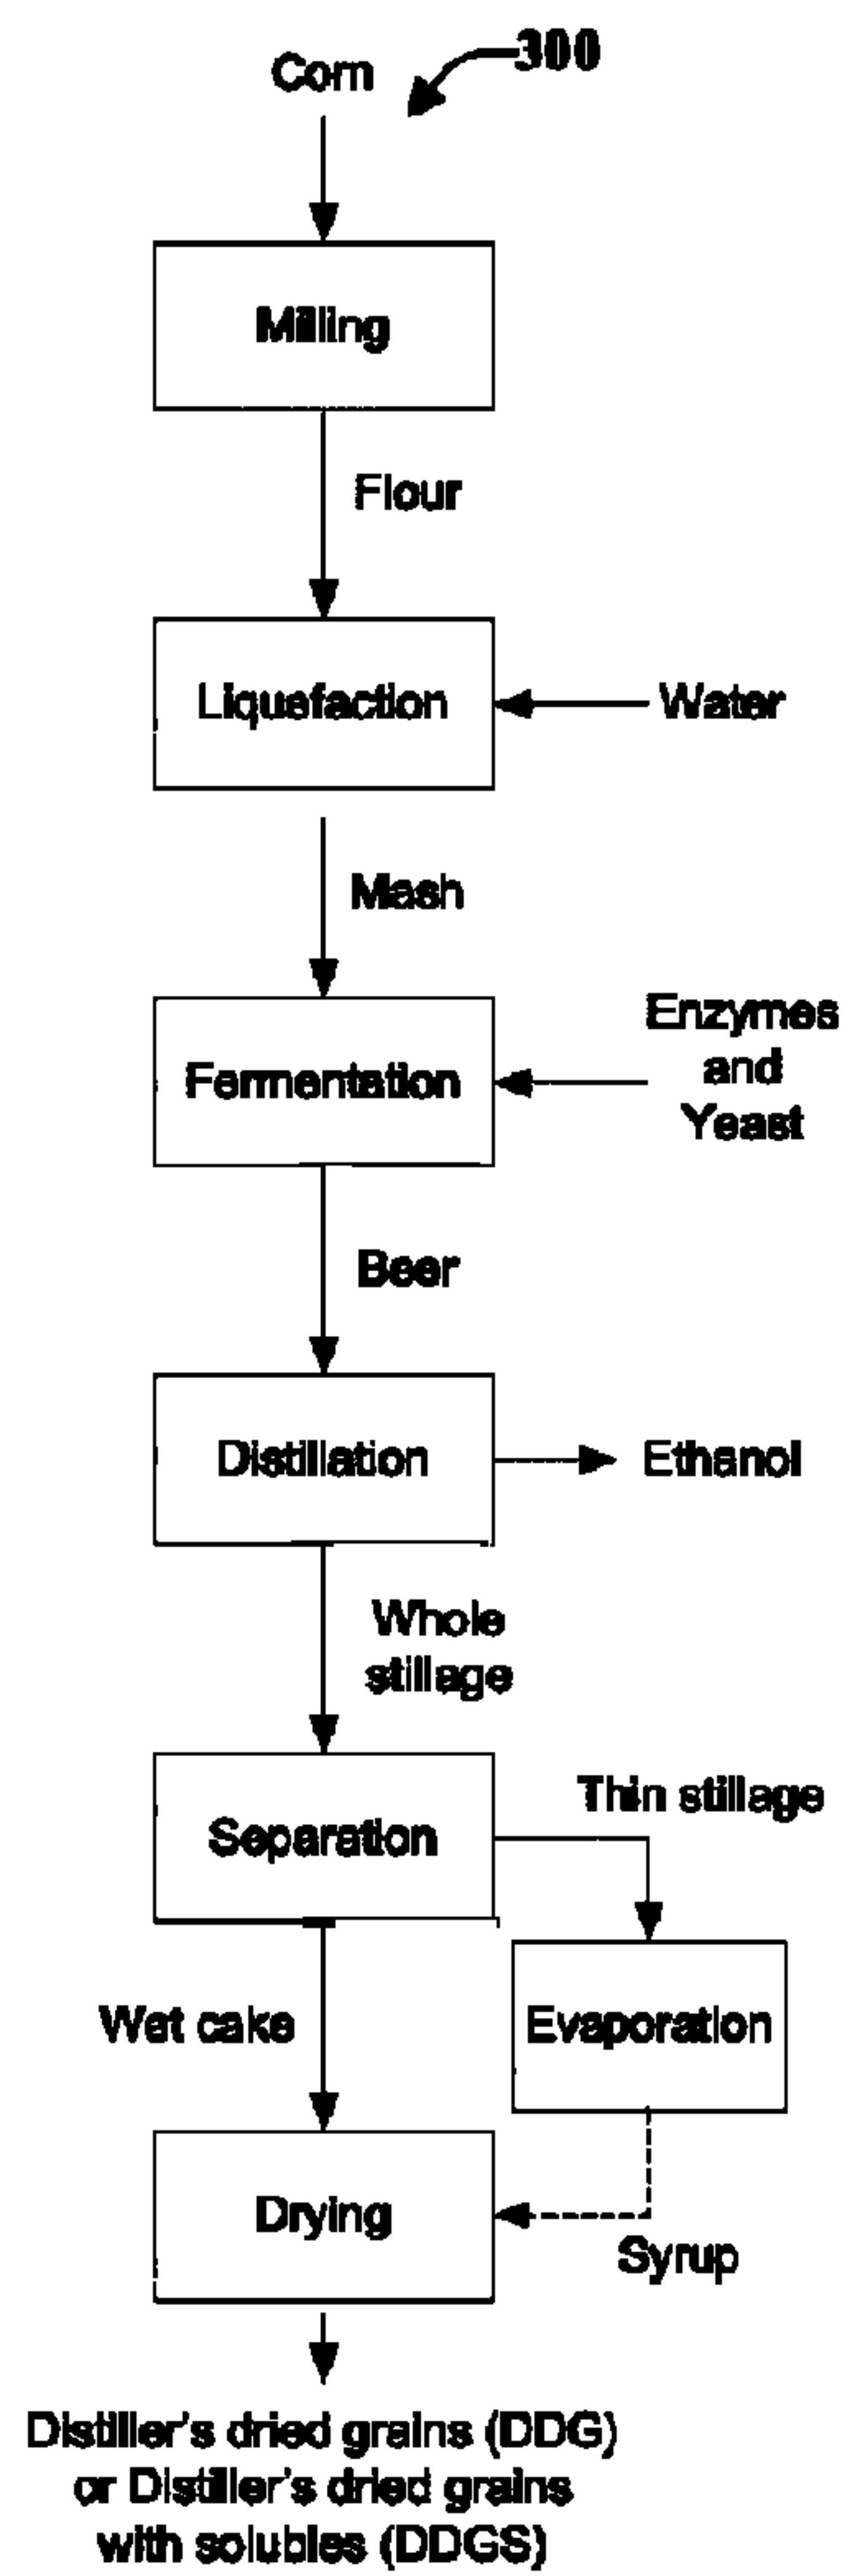 Corn
300
Milling
Flour
Liquefaction
Water
Mash
Enzymes
and
Yeast
Fermentation
Beer
Distillation
Ethanol
Whole
stillage
Separation
Thin stillage
Wet cake
Evaporation
Drying
Syrup
Distiller's dried grains (DDG)
or Distiller's dried grains
with solubles (DDGS)